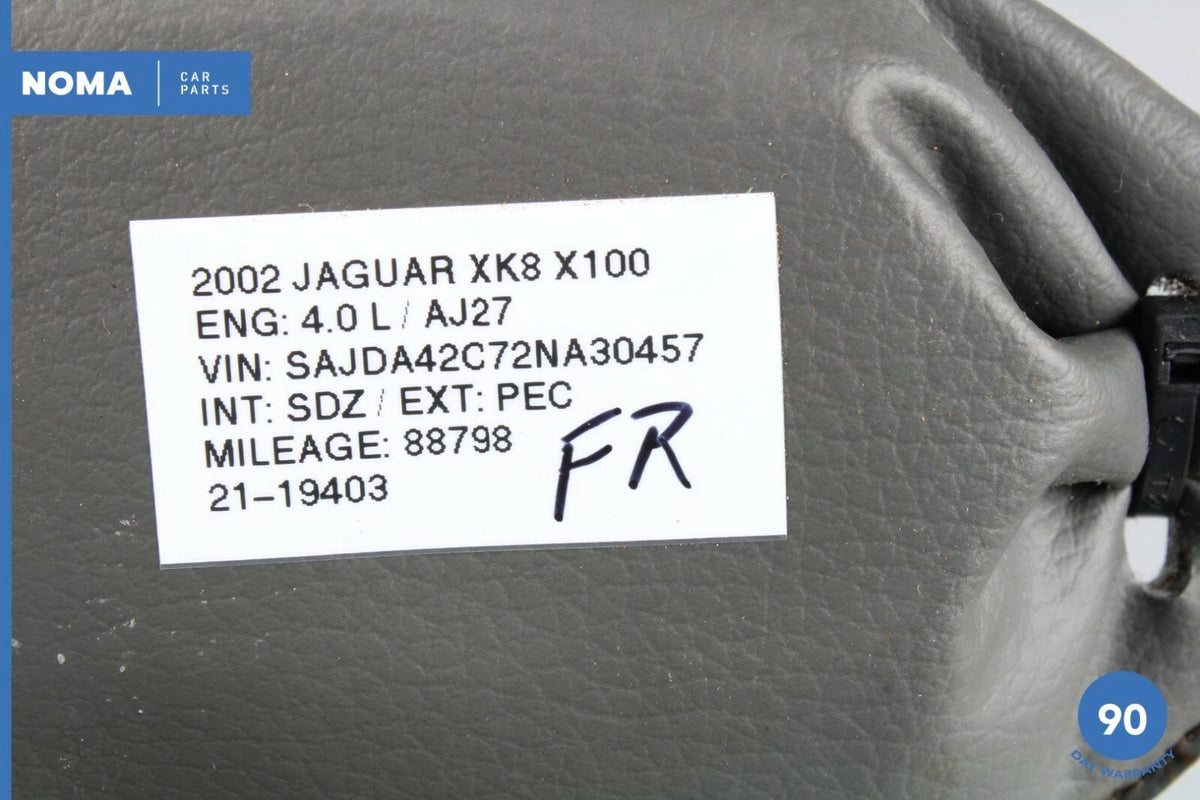 NOMA
CAR
PARTS
2002 JAGUAR XK8 X100
ENG: 4.0 L / AJ27
VIN: SAJDA42C72NA30457
INT: SDZ / EXT: PEC
MILEAGE: 88798
FR
21-19403
90
DAY WARRANTY